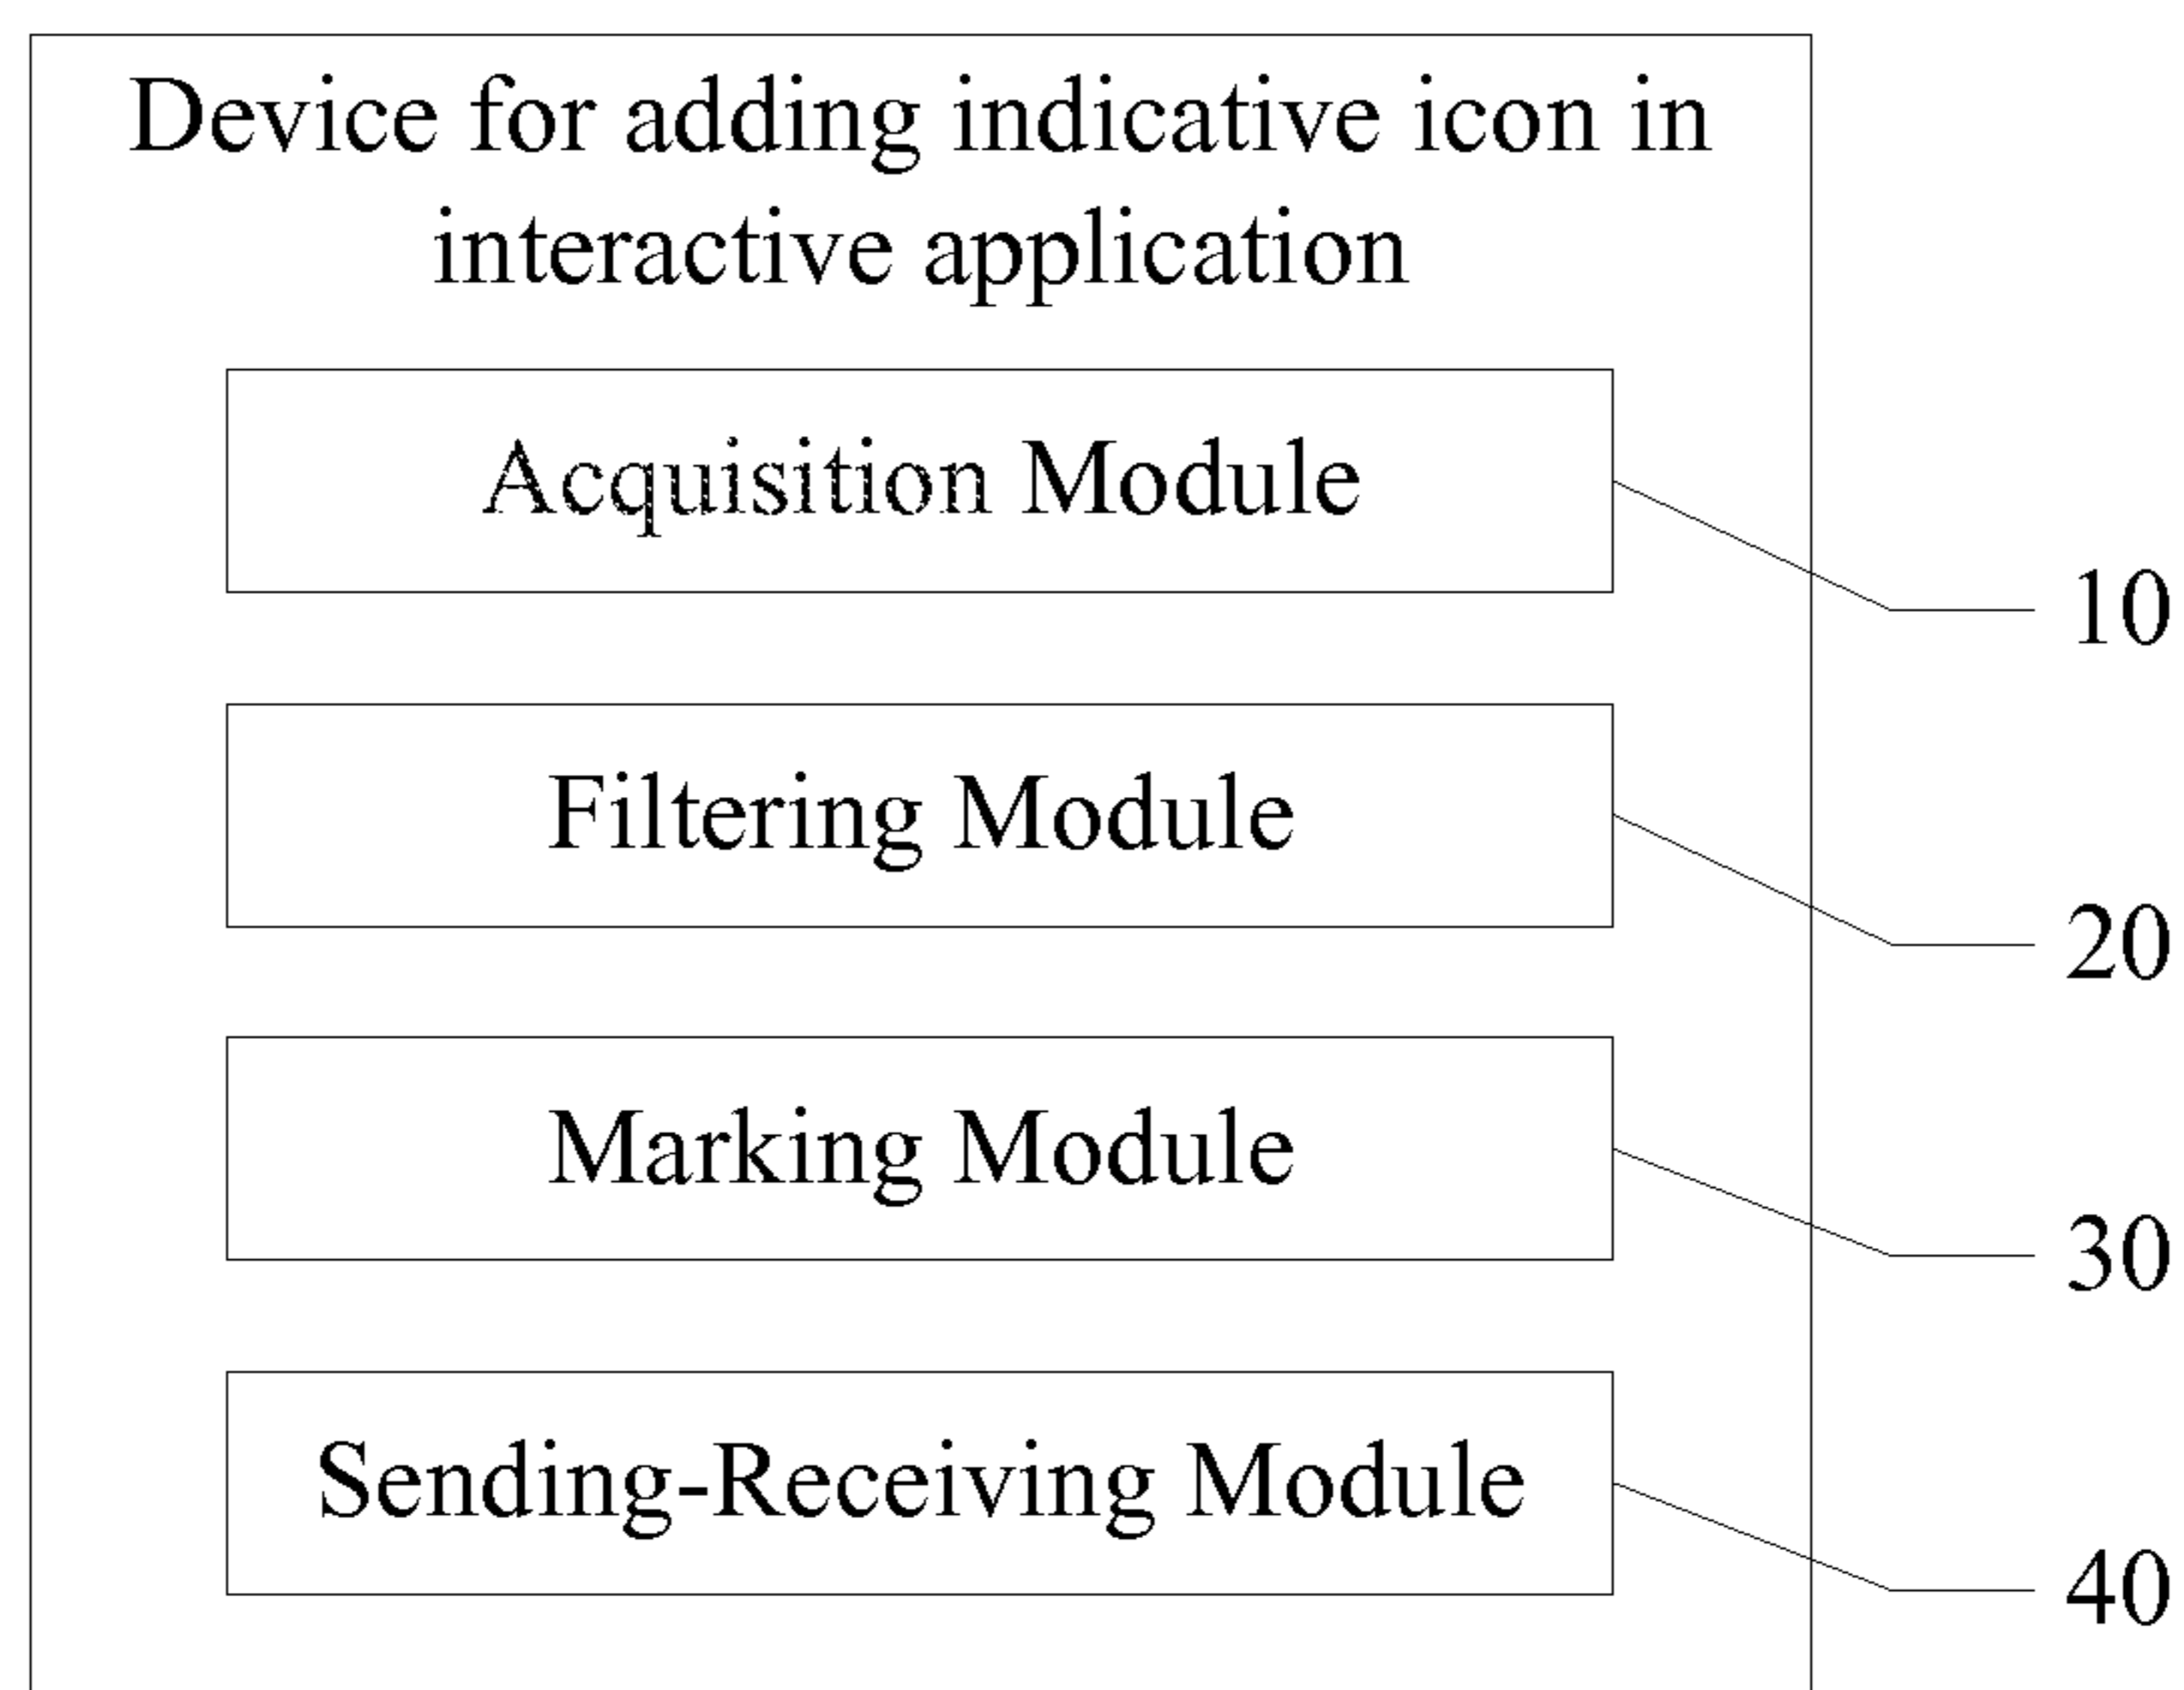 Device for adding indicative icon in
interactive application
Acquisition Module
10
Filtering Module
20
Marking Module
30
Sending-Receiving Module
40